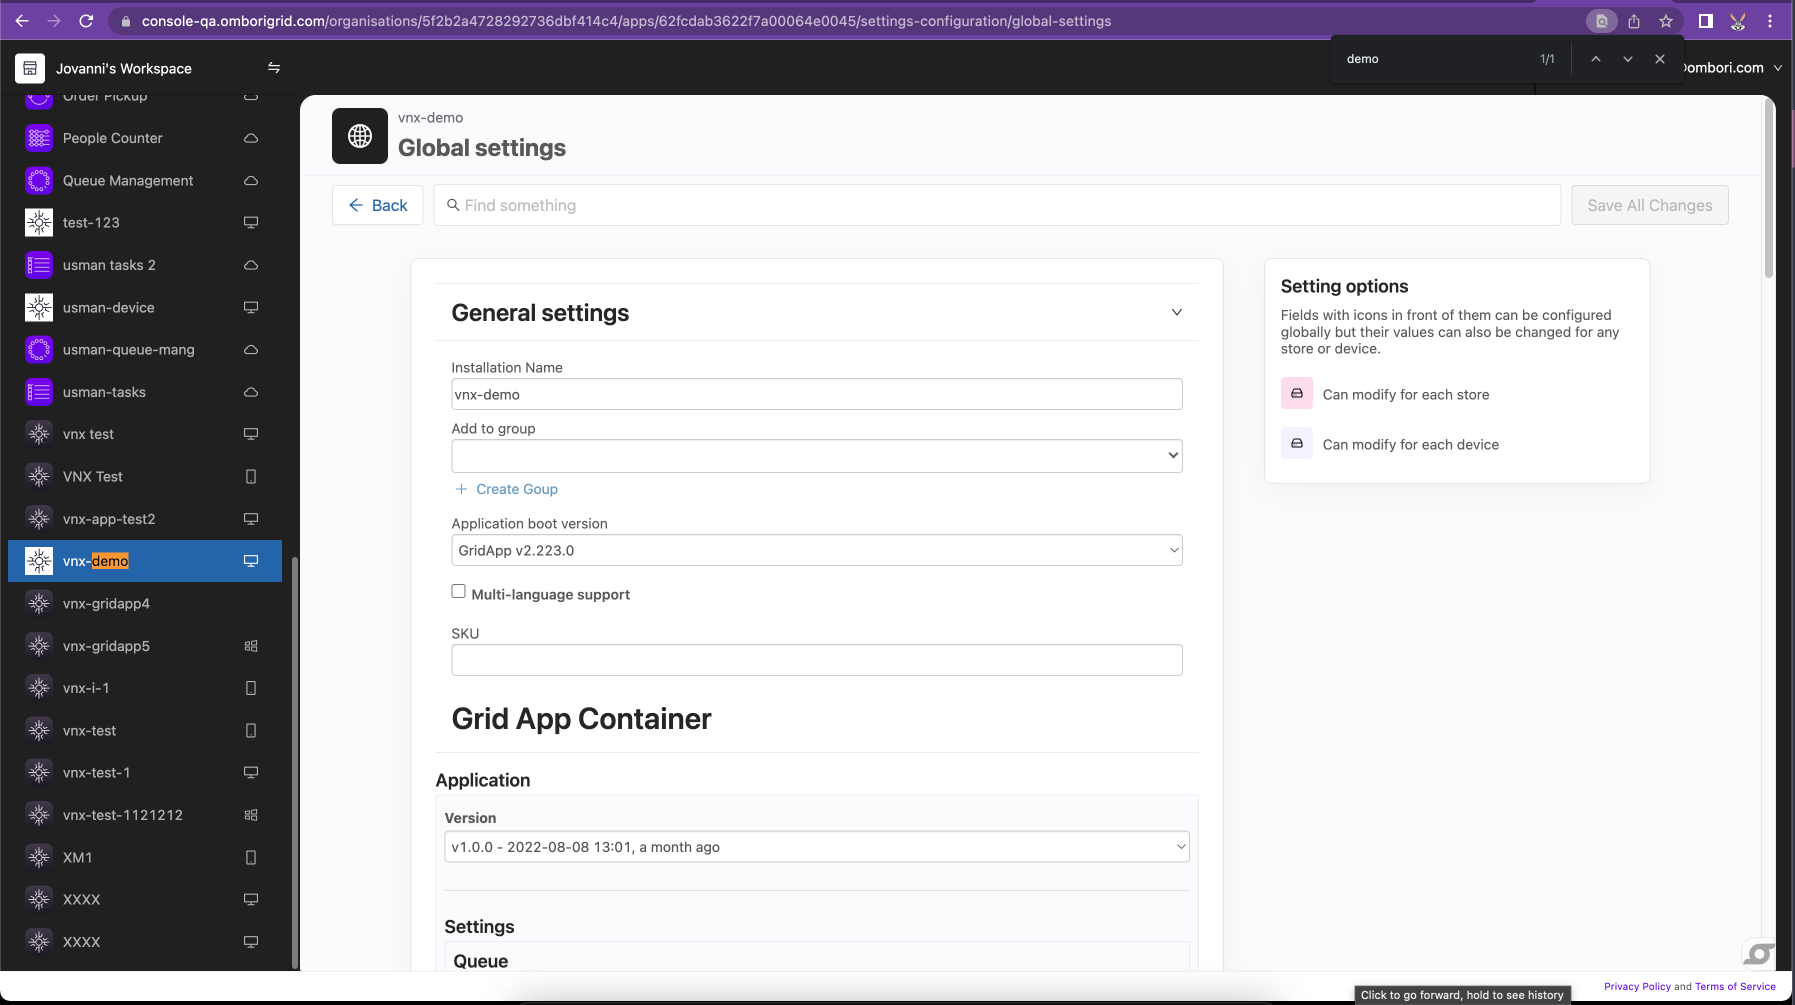 console-qa.omborigrid.com/organisations/5f2b2a4728292736dbf414c4/apps/62fcdab3622f7a00064e0045/settings-configuration/global-settings
demo
1/1
Jovanni's Workspace
ombori.com
Order Pickup
People Counter
Queue Management
test-123
usman tasks 2
usman-device
usman-queue-mang
usman-tasks
vnx test
VNX Test
vnx-app-test2
vnx-demo
vnx-gridapp4
vnx-gridapp5
vnx-i-1
vnx-test
vnx-test-1
vnx-test-1121212
XM1
XXXX
XXXX
vnx-demo
Global settings
Back
Find something
Save All Changes
General settings
Installation Name
vnx-demo
Add to group
Create Goup
Application boot version
GridApp v2.223.0
Multi-language support
SKU
Grid App Container
Application
Version
v1.0.0 - 2022-08-08 13:01, a month ago
Settings
Queue
Setting options
Fields with icons in front of them can be configured
globally but their values can also be changed for any
store or device.
Can modify for each store
Can modify for each device
Privacy Policy and Terms of Service
Click to go forward, hold to see history